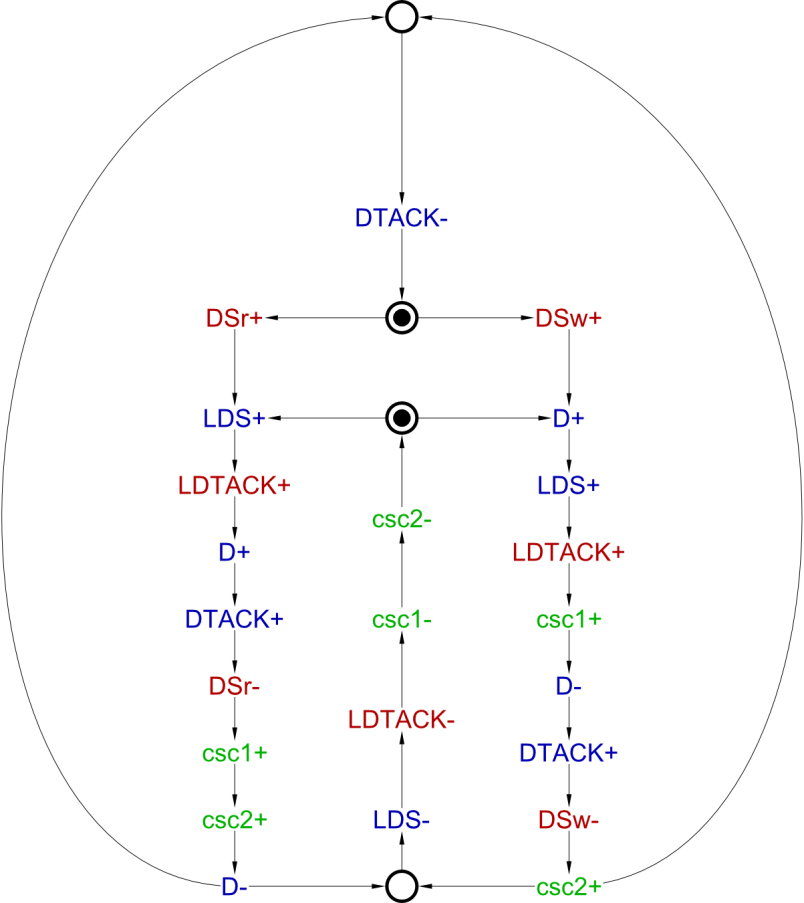 DTACK-
DSr+ DSw+
LDS+ D+
LDTACK+ LDS+
csc2-
D+ LDTACK+
DTACK+ csc1- csc1+
DSr- D-
LDTACK-
csc1+ DTACK+
csc2+ LDS- DSw-
D- csc2+